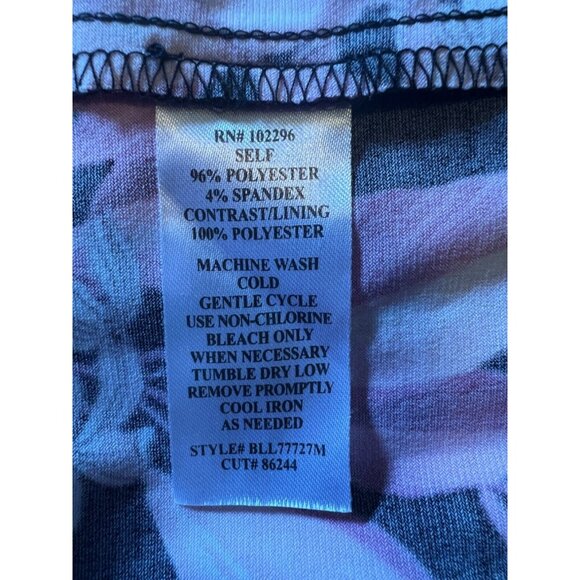 RN# 102296
SELF
96% POLYESTER
4% SPANDEX
CONTRAST/LINING
100% POLYESTER
MACHINE WASH
COLD
GENTLE CYCLE
USE NON-CHLORINE
BLEACH ONLY
WHEN NECESSARY
TUMBLE DRY LOW
REMOVE PROMPTLY
COOL IRON
AS NEEDED
STYLE# BLL77727M
CUT# 86244